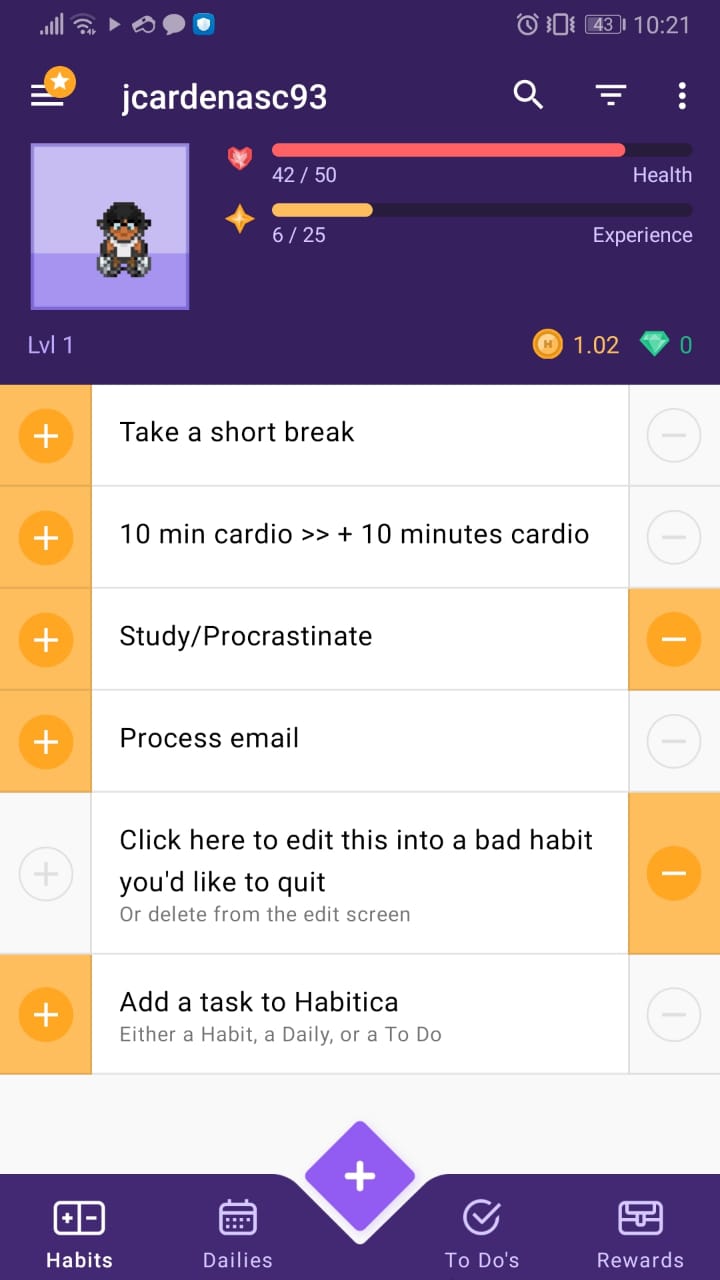 43 10:21
jcardenasc93
42 / 50 Health
6 / 25 Experience
Lvl 1
H 1.02 0
Take a short break
10 min cardio >> + 10 minutes cardio
Study/Procrastinate
Process email
Click here to edit this into a bad habit
you'd like to quit
Or delete from the edit screen
Add a task to Habitica
Either a Habit, a Daily, or a To Do
Habits Dailies To Do's Rewards